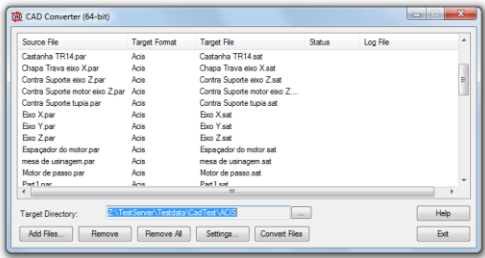 CAD Converter (64-bit)
Source File Target Format Target File Status Log File
Castanha TR14.par Acis Castanha TR14.sat
Chapa Trava eixo X.par Acis Chapa Trava eixo X.sat
Contra Suporte eixo Z.par Acis Contra Suporte eixo Z.sat
Contra Suporte motor eixo Z.par Acis Contra Suporte motor eixo Z....
Contra Suporte tupia.par Acis Contra Suporte tupia.sat
Eixo X.par Acis Eixo X.sat
Eixo Y.par Acis Eixo Y.sat
Eixo Z.par Acis Eixo Z.sat
Espaçador do motor.par Acis Espaçador do motor.sat
mesa de usinagem.par Acis mesa de usinagem.sat
Motor de passo.par Acis Motor de passo.sat
Part1.par Acis Part1.sat
Target Directory: Z:\TestServer\Testdata\CadTest\ACIS ... Help
Add Files... Remove Remove All Settings... Convert Files Exit